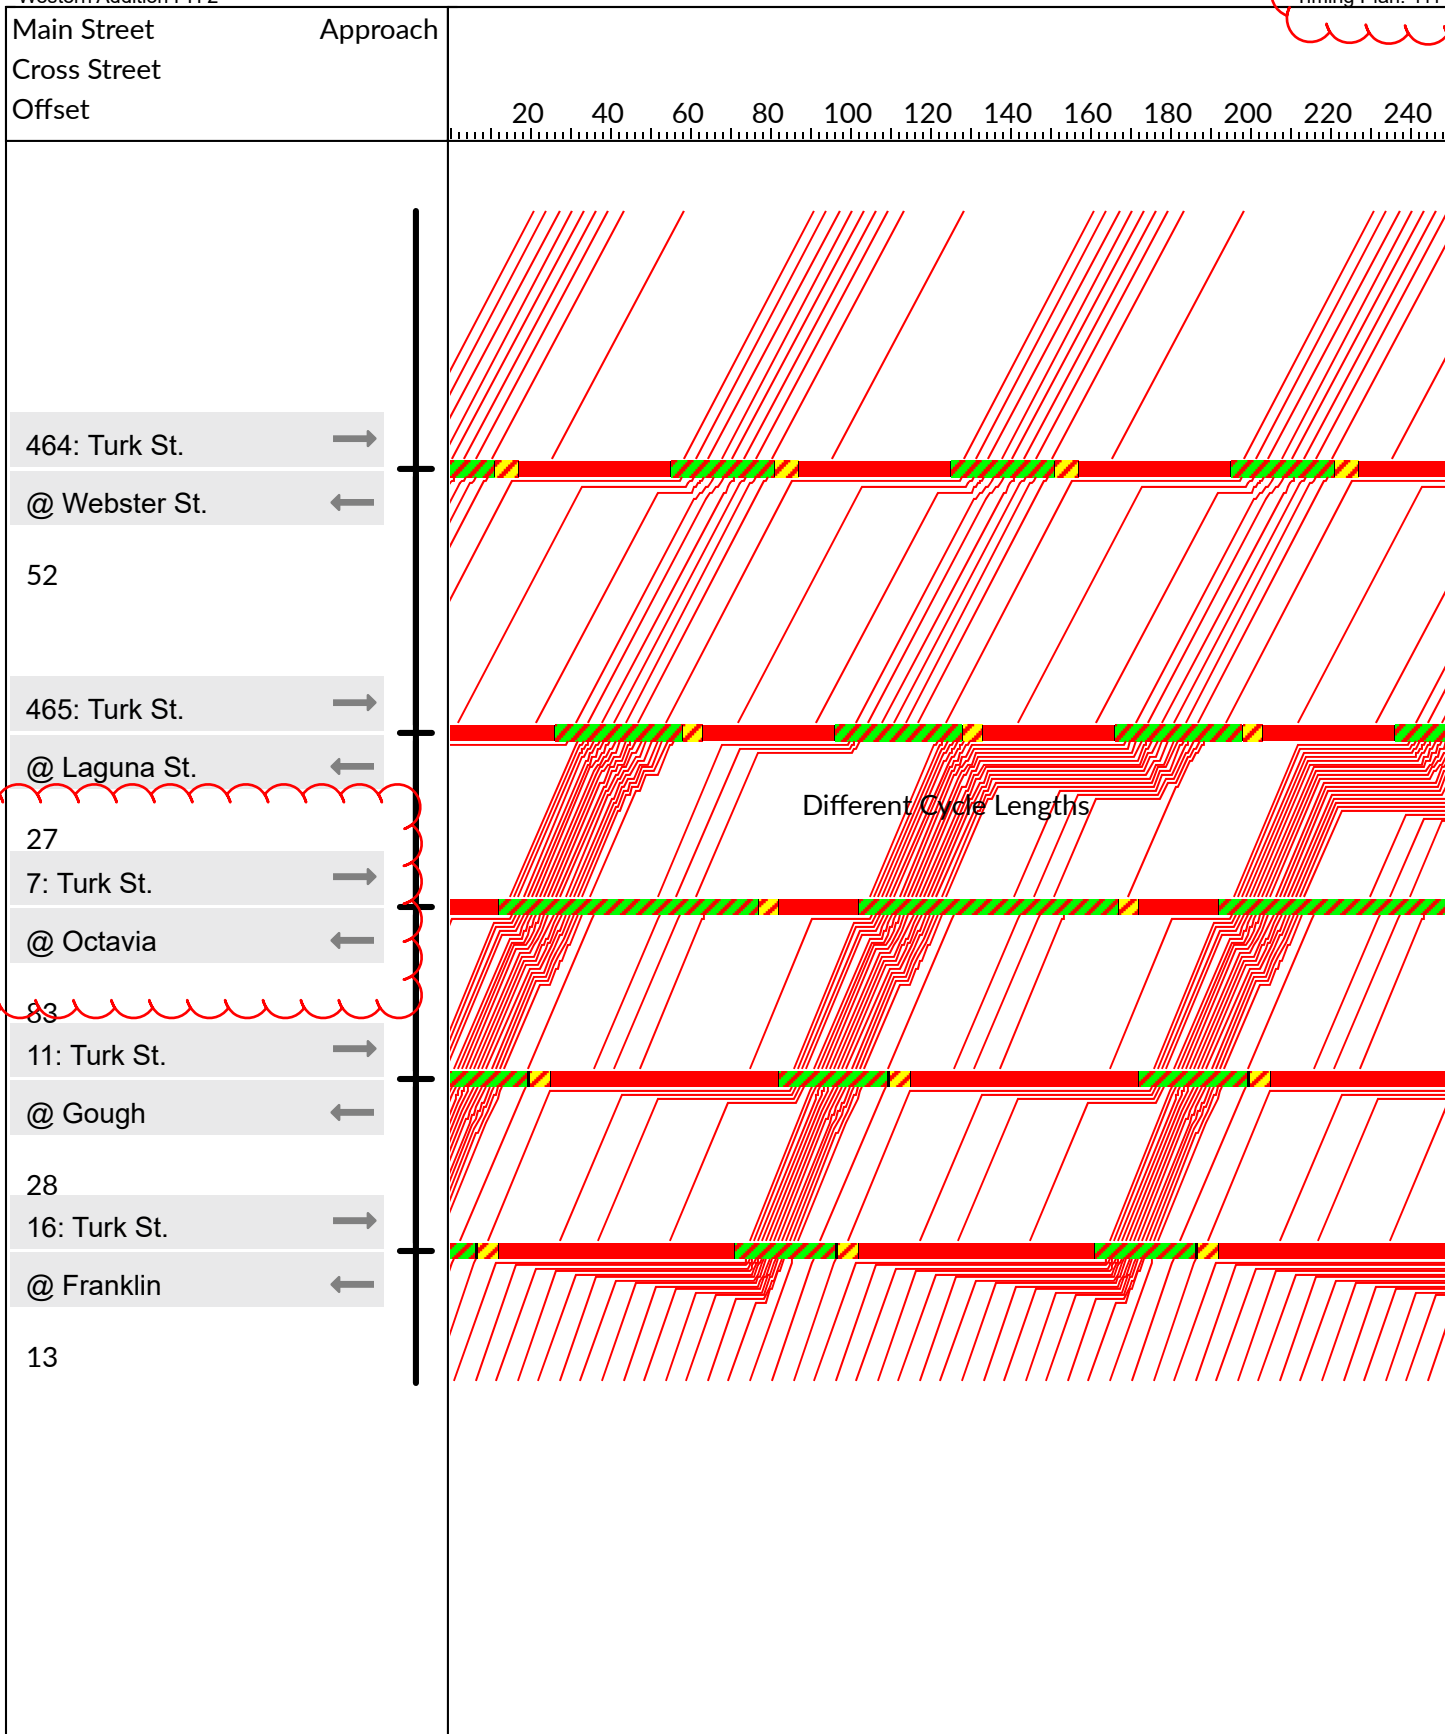 Main Street Approach
Cross Street
Offset
20 40 60 80 100 120 140 160 180 200 220 240
464: Turk St.
@ Webster St.
52
465: Turk St.
@ Laguna St.
Different Cycle Lengths
27
7: Turk St.
@ Octavia
83
11: Turk St.
@ Gough
28
16: Turk St.
@ Franklin
13